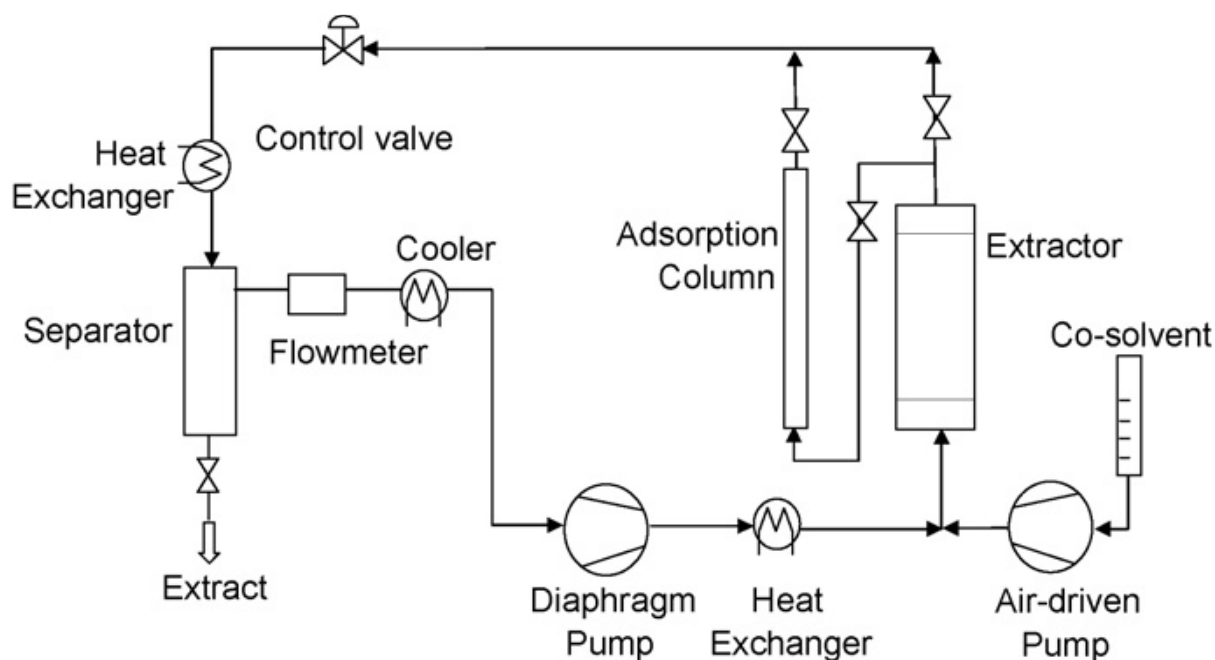 Control valve
Heat
Exchanger
Adsorption
Column
Extractor
Cooler
Separator
Flowmeter
Co-solvent
Extract
Diaphragm
Pump
Heat
Exchanger
Air-driven
Pump